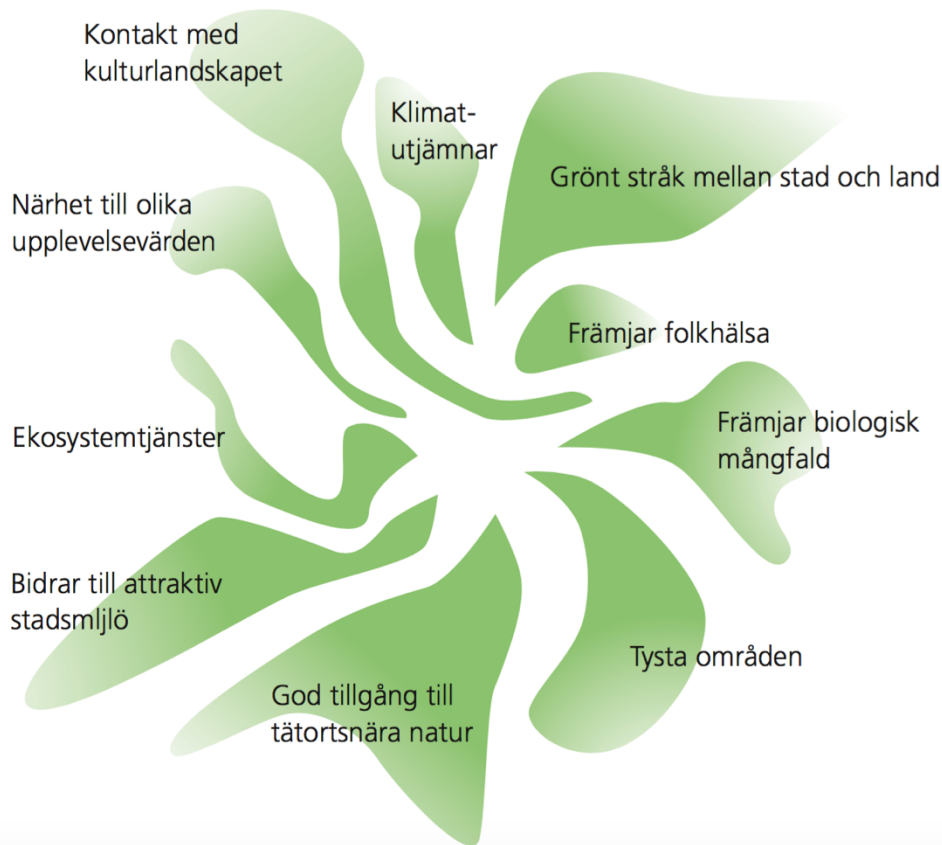 Kontakt med
kulturlandskapet
Klimat-
utjämnar
Grönt stråk mellan stad och land
Närhet till olika
upplevelsevärden
Främjar folkhälsa
Främjar biologisk
mångfald
Ekosystemtjänster
Bidrar till attraktiv
stadsmljlö
Tysta områden
God tillgång till
tätortsnära natur